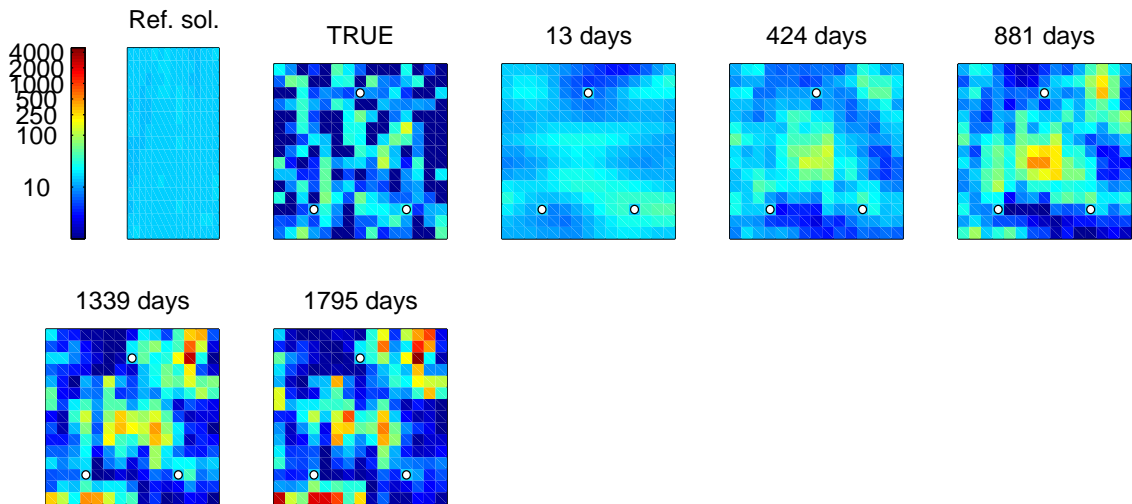 Ref. sol.
TRUE
13 days
424 days
881 days
4000
2000
1000
500
250
100
10
1339 days
1795 days